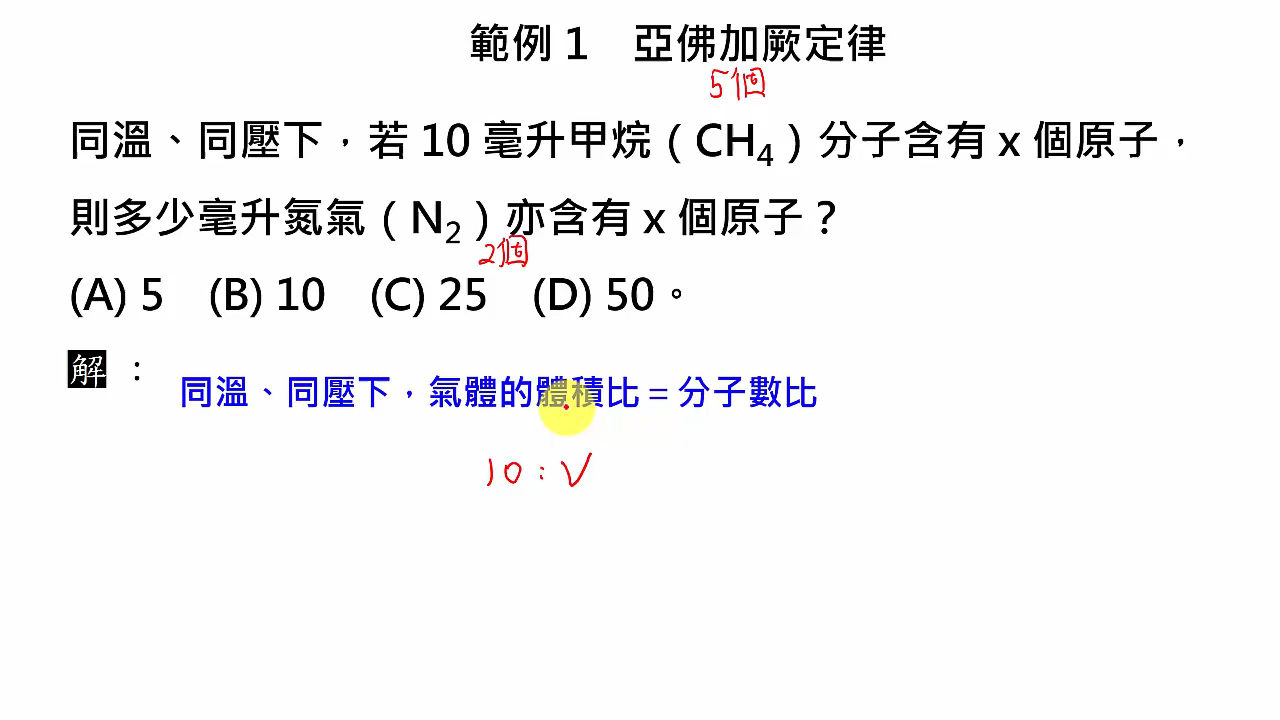 範例 1　亞佛加厥定律
5個
同溫、同壓下，若 10 毫升甲烷（CH₄）分子含有 x 個原子，
則多少毫升氮氣（N₂）亦含有 x 個原子？
2個
(A) 5　(B) 10　(C) 25　(D) 50。
解：
同溫、同壓下，氣體的體積比 = 分子數比
10 : V